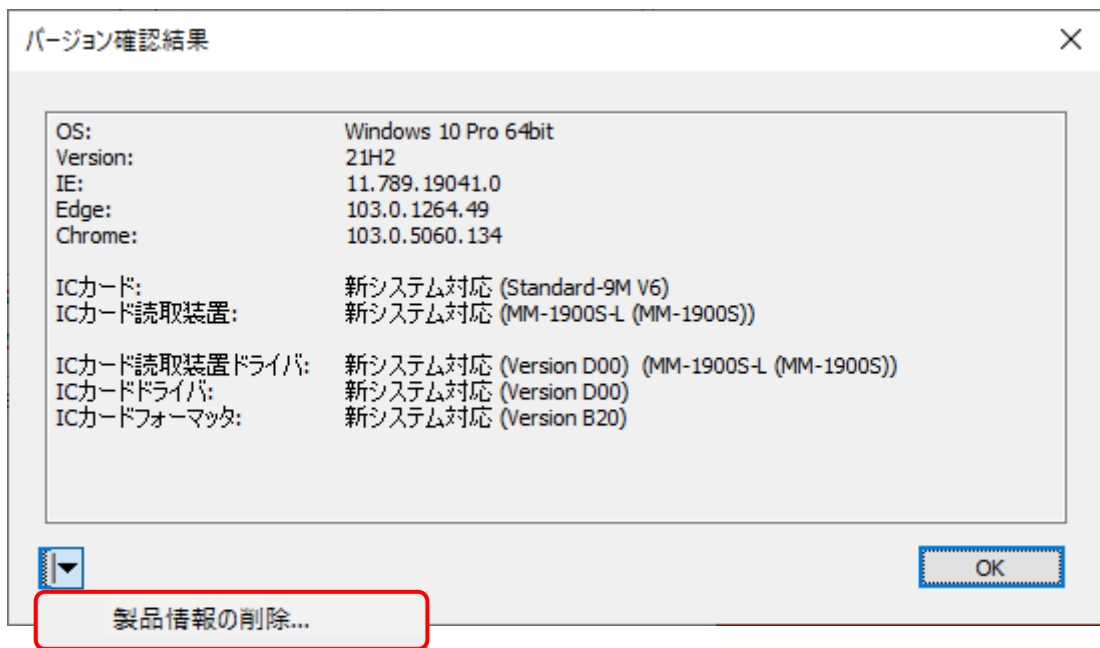 バージョン確認結果
OS: Windows 10 Pro 64bit
Version: 21H2
IE: 11.789.19041.0
Edge: 103.0.1264.49
Chrome: 103.0.5060.134
ICカード: 新システム対応 (Standard-9M V6)
ICカード読取装置: 新システム対応 (MM-1900S-L (MM-1900S))
ICカード読取装置ドライバ: 新システム対応 (Version D00) (MM-1900S-L (MM-1900S))
ICカードドライバ: 新システム対応 (Version D00)
ICカードフォーマッタ: 新システム対応 (Version B20)
OK
製品情報の削除...